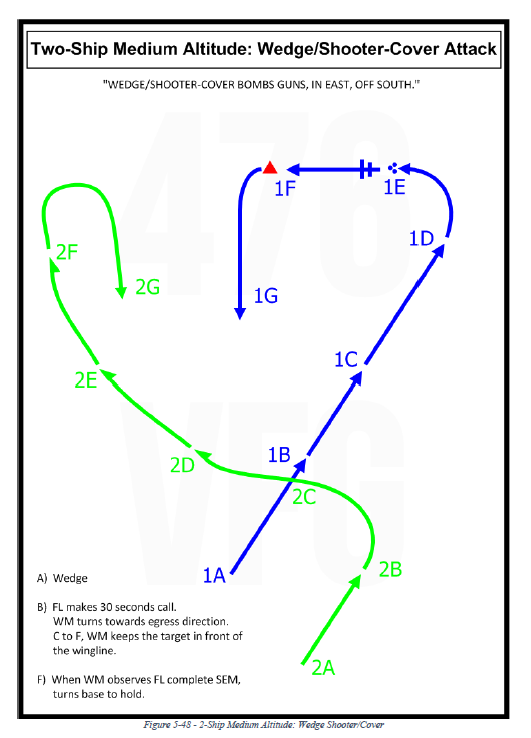 Two-Ship Medium Altitude: Wedge/Shooter-Cover Attack
"WEDGE/SHOOTER-COVER BOMBS GUNS, IN EAST, OFF SOUTH.'"
476
1F
1E
1D
2F
2G
1G
1C
2E
VFG
1B
2D
2C
1A
2B
2A
A) Wedge
B) FL makes 30 seconds call.
WM turns towards egress direction.
C to F, WM keeps the target in front of
the wingline.
F) When WM observes FL complete SEM,
turns base to hold.
Figure 5-48 - 2-Ship Medium Altitude: Wedge Shooter/Cover